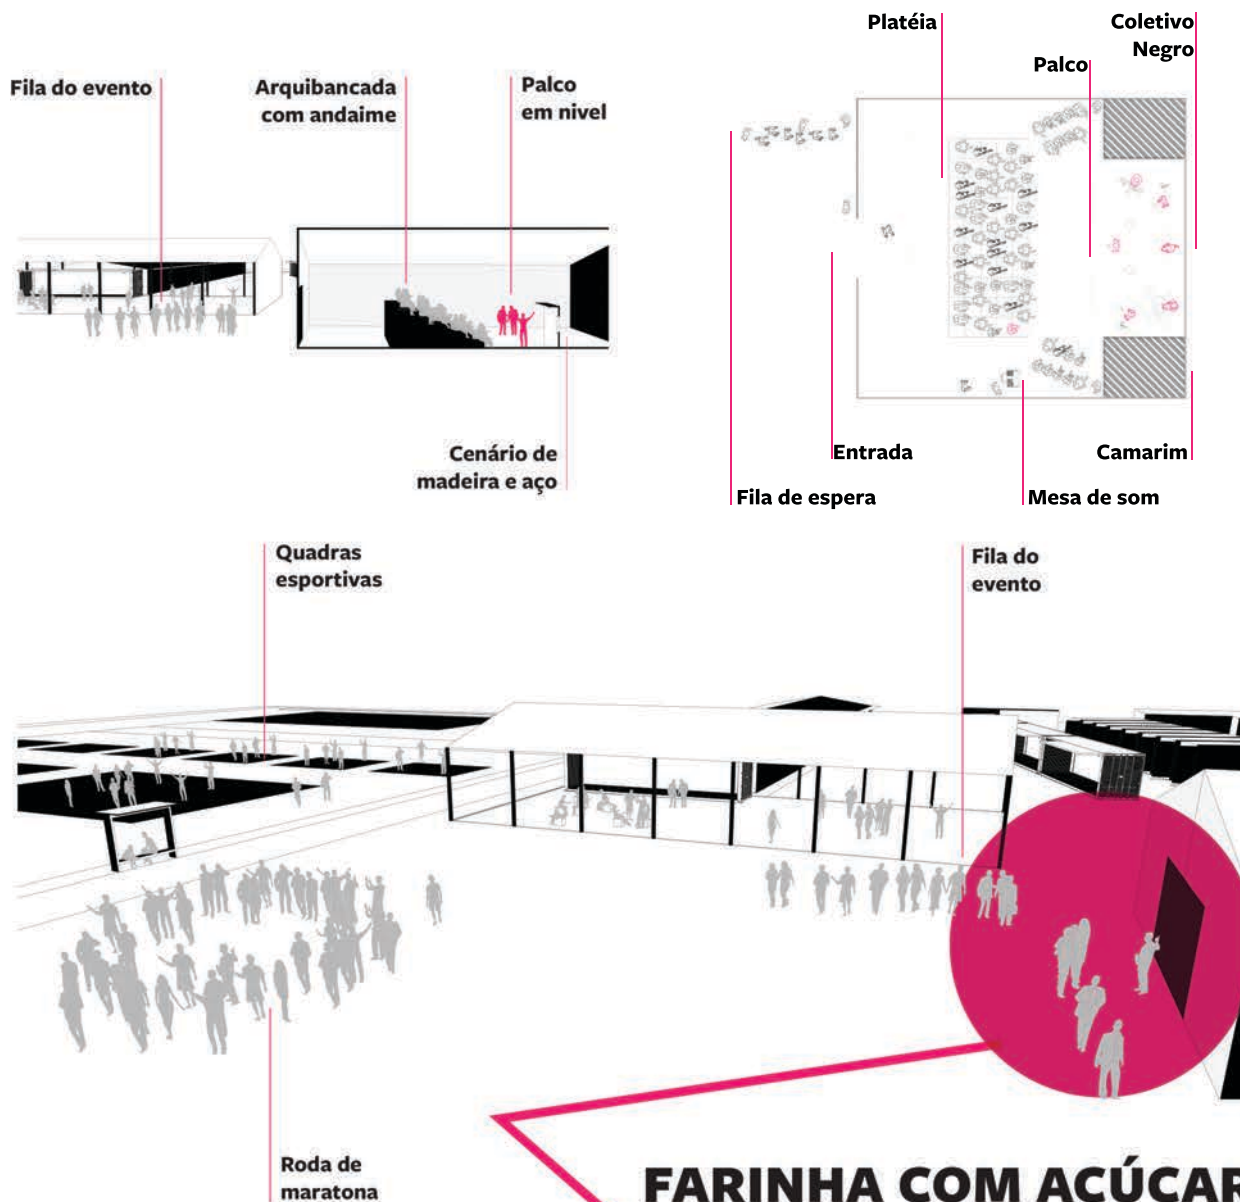 Fila do evento
Arquibancada
com andaime
Palco
em nivel
Cenário de
madeira e aço
Platéia
Palco
Coletivo
Negro
Fila de espera
Entrada
Mesa de som
Camarim
Quadras
esportivas
Fila do
evento
Roda de
maratona
FARINHA COM AÇÚCAR